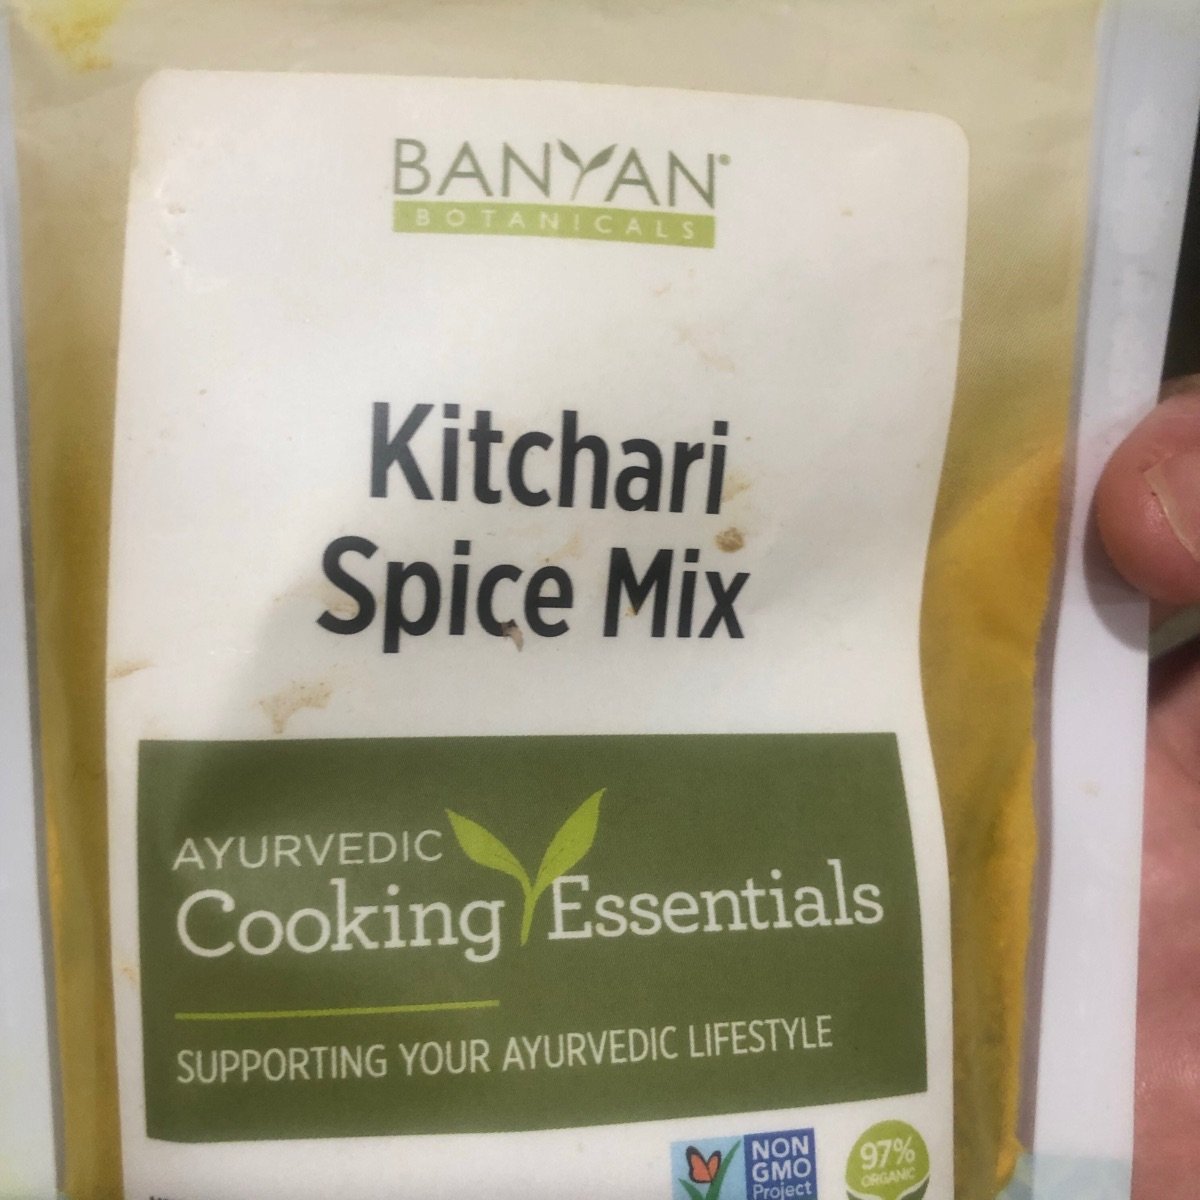 BANYAN®
BOTANICALS
Kitchari
Spice Mix
AYURVEDIC
Cooking Essentials
SUPPORTING YOUR AYURVEDIC LIFESTYLE
NON
GMO
Project
97%
ORGANIC